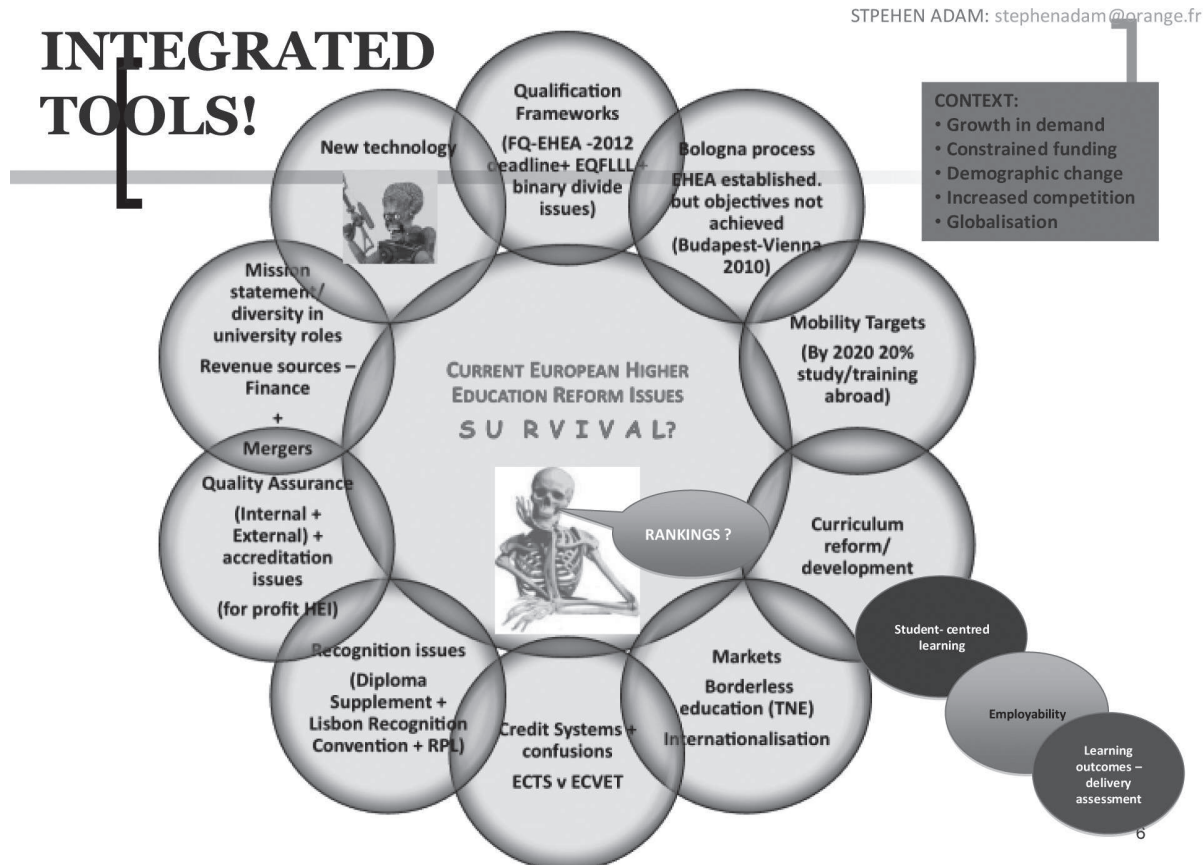 STPEHEN ADAM: stephenadam@orange.fr
INTEGRATED
TOOLS!
CONTEXT:
• Growth in demand
• Constrained funding
• Demographic change
• Increased competition
• Globalisation
Qualification
Frameworks
(FQ-EHEA -2012
deadline+ EQFLLL +
binary divide
issues)
Bologna process
EHEA established.
but objectives not
achieved
(Budapest-Vienna
2010)
Mobility Targets
(By 2020 20%
study/training
abroad)
Curriculum
reform/
development
Student- centred
learning
Employability
Learning
outcomes –
delivery
assessment
Markets
Borderless
education (TNE)
Internationalisation
Credit Systems +
confusions
ECTS v ECVET
Recognition issues
(Diploma
Supplement +
Lisbon Recognition
Convention + RPL)
Quality Assurance
(Internal +
External) +
accreditation
issues
(for profit HEI)
Mission
statement/
diversity in
university roles
Revenue sources –
Finance
+
Mergers
New technology
CURRENT EUROPEAN HIGHER
EDUCATION REFORM ISSUES
SURVIVAL?
RANKINGS ?
6